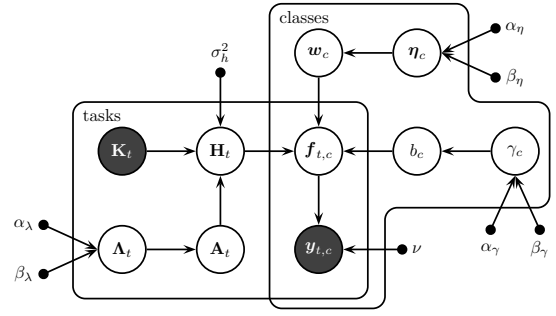 classes
α_η
w_c
η_c
σ_h^2
β_η
tasks
K_t
H_t
f_{t,c}
b_c
γ_c
α_λ
Λ_t
A_t
y_{t,c}
ν
α_γ
β_γ
β_λ